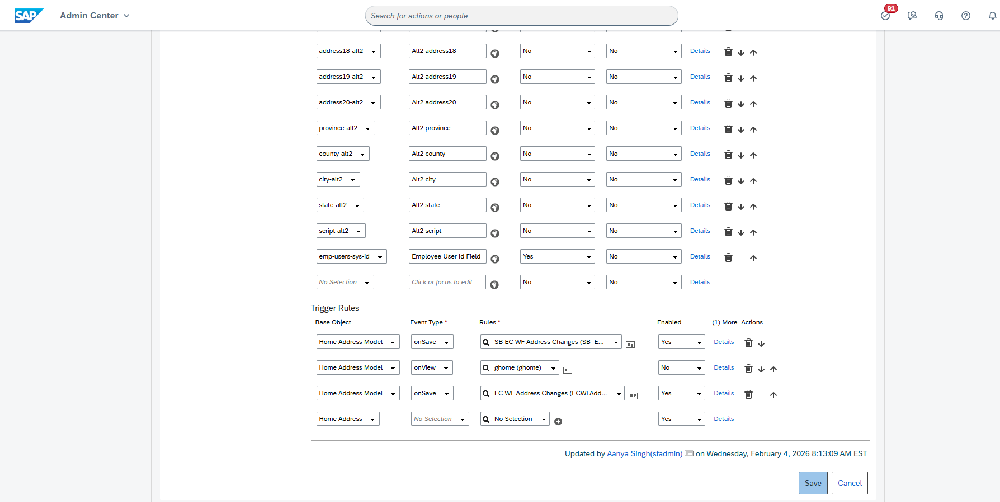 SAP Admin Center Search for actions or people 91
address18-alt2 Alt2 address18 No No Details
address19-alt2 Alt2 address19 No No Details
address20-alt2 Alt2 address20 No No Details
province-alt2 Alt2 province No No Details
county-alt2 Alt2 county No No Details
city-alt2 Alt2 city No No Details
state-alt2 Alt2 state No No Details
script-alt2 Alt2 script No No Details
emp-users-sys-id Employee User Id Field Yes No Details
No Selection Click or focus to edit No No Details
Trigger Rules
Base Object Event Type * Rules * Enabled (1) More Actions
Home Address Model onSave SB EC WF Address Changes (SB_E... Yes Details
Home Address Model onView ghome (ghome) No Details
Home Address Model onSave EC WF Address Changes (ECWFAdd... Yes Details
Home Address No Selection No Selection Yes Details
Updated by Aanya Singh(sfadmin) on Wednesday, February 4, 2026 8:13:09 AM EST
Save Cancel